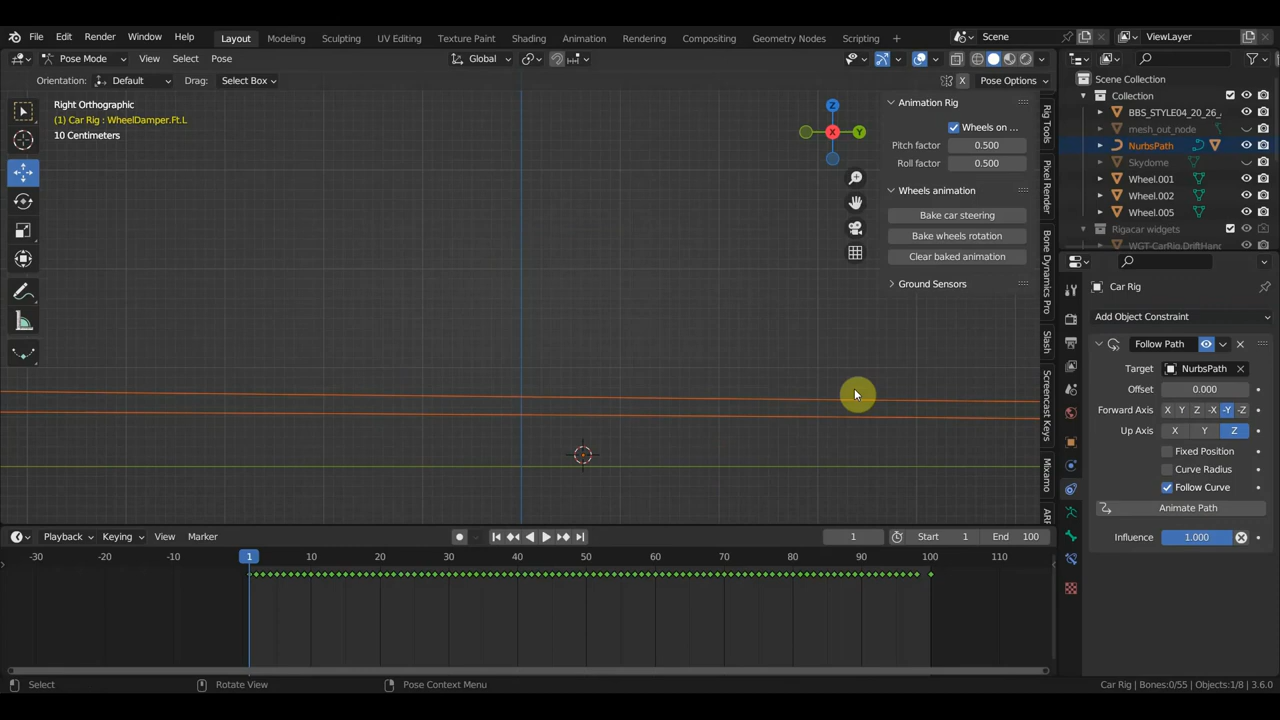 File Edit Render Window Help Layout Modeling Sculpting UV Editing Texture Paint Shading Animation Rendering Compositing Geometry Nodes Scripting + Scene ViewLayer
Pose Mode View Select Pose Global
Orientation: Default Drag: Select Box X Pose Options
Right Orthographic
(1) Car Rig : WheelDamper.Ft.L
10 Centimeters
Z
Y
X
Animation Rig
Wheels on ...
Pitch factor 0.500
Roll factor 0.500
Wheels animation
Bake car steering
Bake wheels rotation
Clear baked animation
Ground Sensors
Rig Tools
Pixel Render
Bone Dynamics Pro
Slash
Screencast Keys
Mixamo
ARP
Scene Collection
Collection
BBS_STYLE04_20_26_
mesh_out_node
NurbsPath
Skydome
Wheel.001
Wheel.002
Wheel.005
Rigacar widgets
WGT-CarRig.DriftHand
Car Rig
Add Object Constraint
Follow Path
Target NurbsPath
Offset 0.000
Forward Axis X Y Z -X -Y -Z
Up Axis X Y Z
Fixed Position
Curve Radius
Follow Curve
Animate Path
Influence 1.000
Playback Keying View Marker 1 Start 1 End 100
-30 -20 -10 1 10 20 30 40 50 60 70 80 90 100 110
Select Rotate View Pose Context Menu Car Rig | Bones:0/55 | Objects:1/8 | 3.6.0